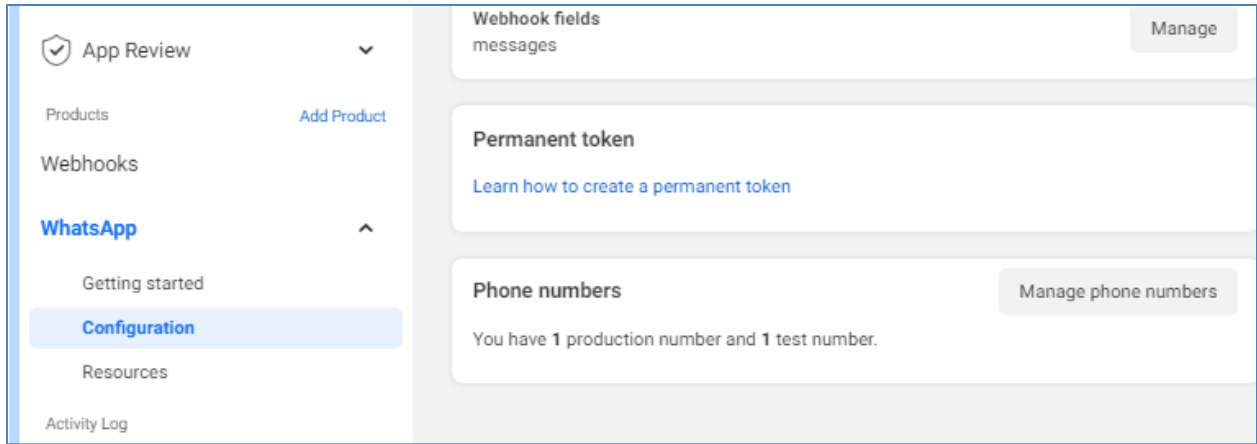 App Review
Products
Add Product
Webhooks
WhatsApp
Getting started
Configuration
Resources
Activity Log
Webhook fields
messages
Manage
Permanent token
Learn how to create a permanent token
Phone numbers
Manage phone numbers
You have 1 production number and 1 test number.